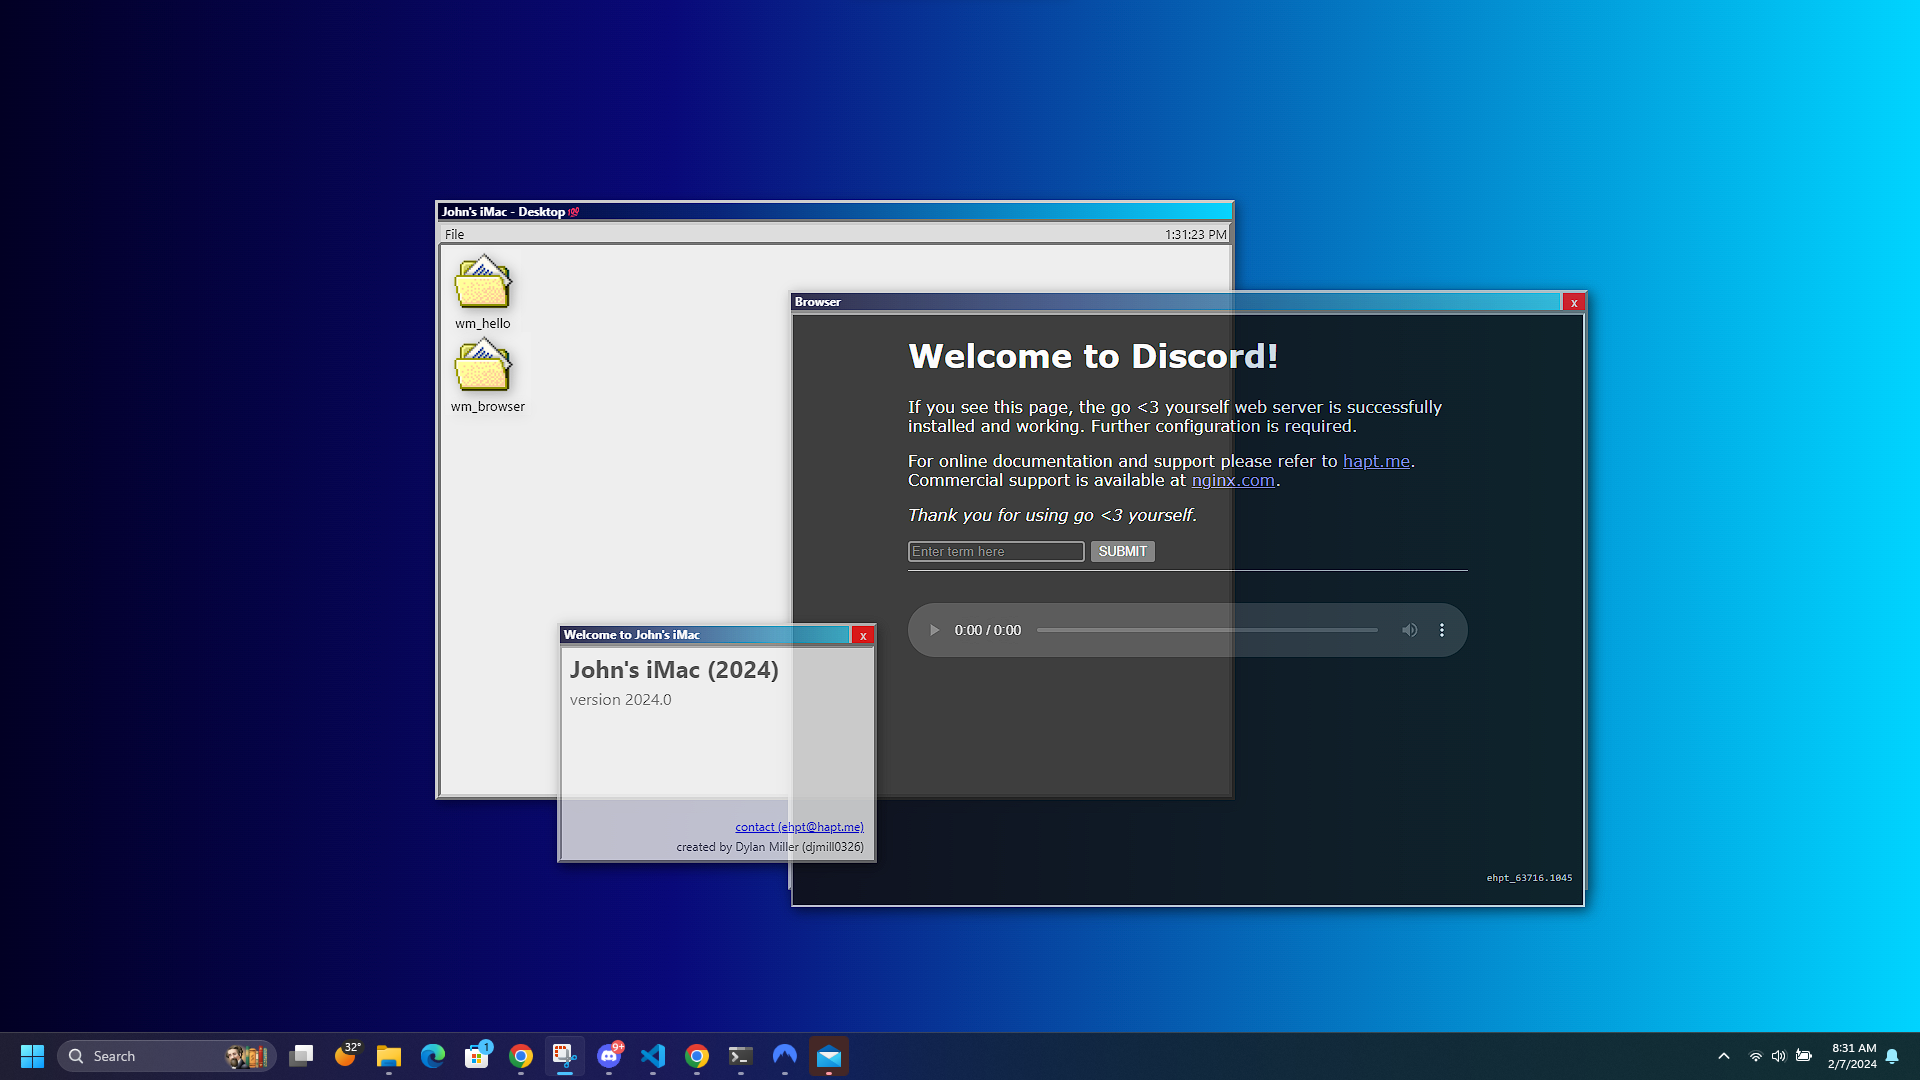 John's iMac - Desktop 💯
File
1:31:23 PM
wm_hello
wm_browser
Browser
x
Welcome to Discord!
If you see this page, the go <3 yourself web server is successfully
installed and working. Further configuration is required.
For online documentation and support please refer to hapt.me.
Commercial support is available at nginx.com.
Thank you for using go <3 yourself.
Enter term here
SUBMIT
0:00 / 0:00
ehpt_63716.1045
Welcome to John's iMac
x
John's iMac (2024)
version 2024.0
contact (ehpt@hapt.me)
created by Dylan Miller (djmill0326)
Search
32°
1
9+
8:31 AM
2/7/2024